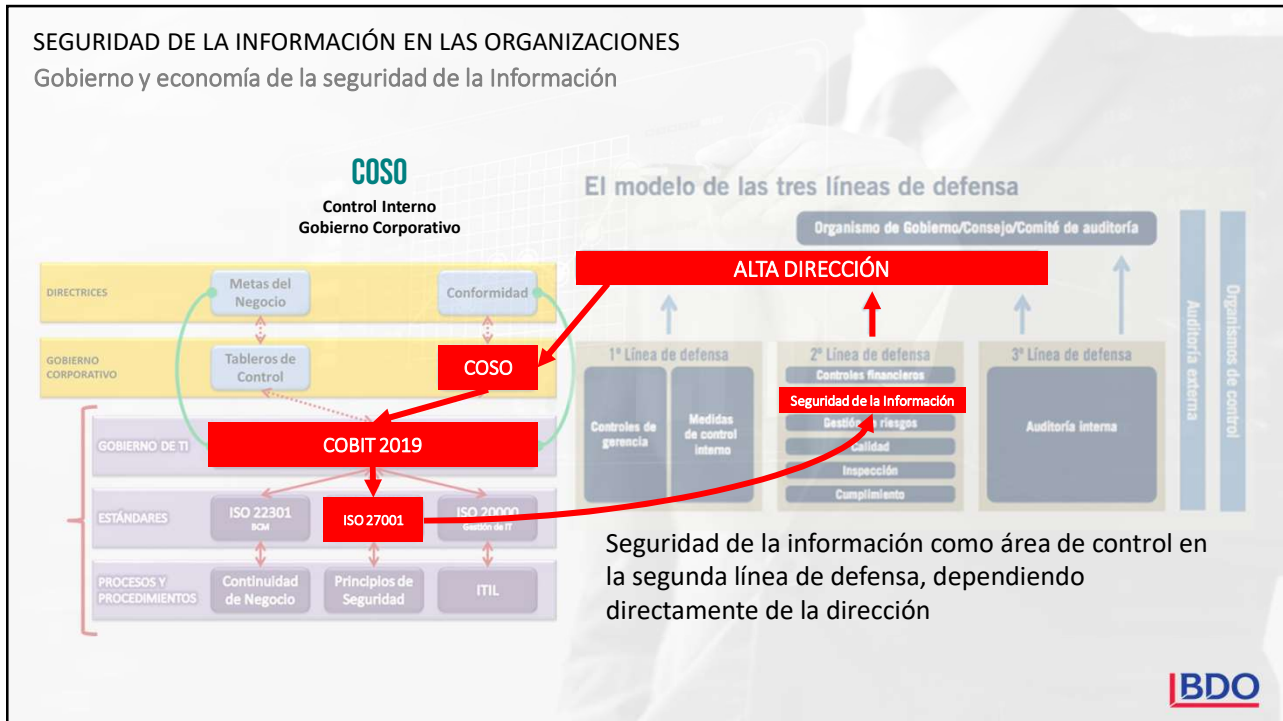 SEGURIDAD DE LA INFORMACIÓN EN LAS ORGANIZACIONES
Gobierno y economía de la seguridad de la Información
COSO
Control Interno
Gobierno Corporativo
DIRECTRICES
Metas del
Negocio
Conformidad
GOBIERNO
CORPORATIVO
Tableros de
Control
COSO
GOBIERNO DE TI
COBIT 2019
ESTÁNDARES
ISO 22301
BCM
ISO 27001
ISO 20000
Gestión de IT
PROCESOS Y
PROCEDIMIENTOS
Continuidad
de Negocio
Principios de
Seguridad
ITIL
El modelo de las tres líneas de defensa
Organismo de Gobierno/Consejo/Comité de auditoría
ALTA DIRECCIÓN
1ª Línea de defensa
Controles de
gerencia
Medidas
de control
interno
2ª Línea de defensa
Controles financieros
Seguridad de la Información
Gestión de riesgos
Calidad
Inspección
Cumplimiento
3ª Línea de defensa
Auditoría interna
Auditoría externa
Organismos de control
Seguridad de la información como área de control en
la segunda línea de defensa, dependiendo
directamente de la dirección
BDO